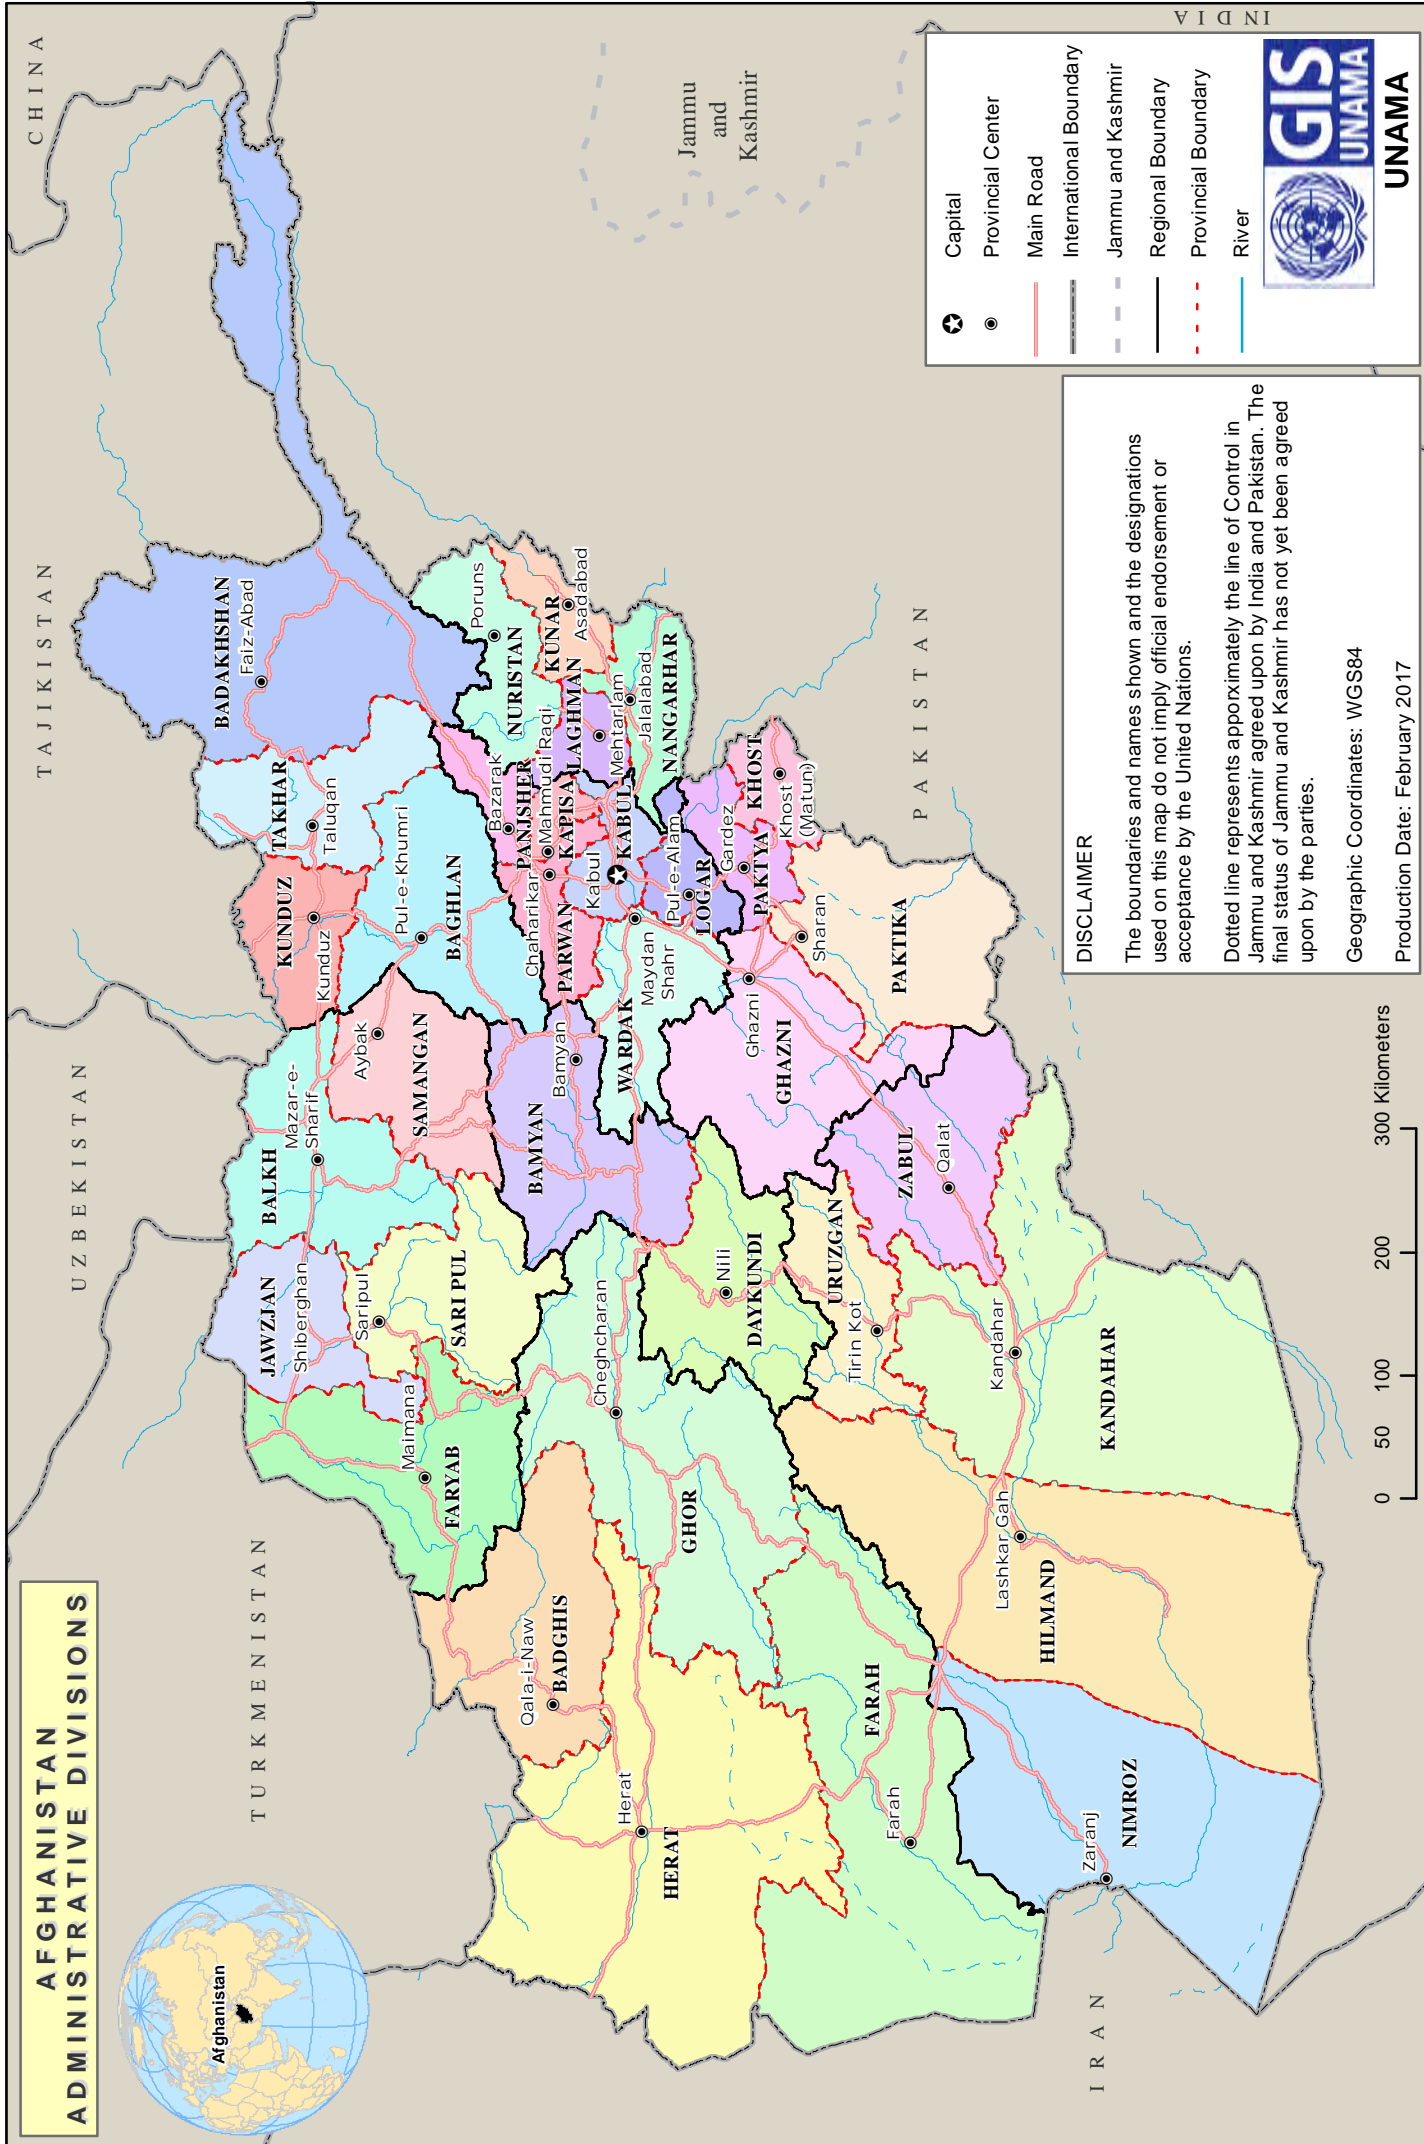 AFGHANISTAN
ADMINISTRATIVE DIVISIONS
Afghanistan
CHINA
TAJIKISTAN
UZBEKISTAN
TURKMENISTAN
IRAN
PAKISTAN
INDIA
Jammu
and
Kashmir
BADAKHSHAN
Faiz-Abad
TAKHAR
Taluqan
KUNDUZ
Kunduz
BAGHLAN
Pul-e-Khumri
BALKH
Mazar-e-
Sharif
SAMANGAN
Aybak
JAWZJAN
Shiberghan
SARI PUL
Saripul
FARYAB
Maimana
BADGHIS
Qala-i-Naw
HERAT
Herat
GHOR
Cheghcharan
BAMYAN
Bamyan
WARDAK
Maydan
Shahr
PARWAN
Chaharikar
PANJSHER
Bazarak
KAPISA
Mahmudi Raqi
KABUL
Kabul
LAGHMAN
Mehtarlam
NURISTAN
Poruns
KUNAR
Asadabad
NANGARHAR
Jalalabad
LOGAR
Pul-e-Alam
PAKTYA
Gardez
KHOST
Khost
(Matun)
PAKTIKA
Sharan
GHAZNI
Ghazni
DAYKUNDI
Nili
URUZGAN
Tirin Kot
ZABUL
Qalat
KANDAHAR
Kandahar
HILMAND
Lashkar Gah
FARAH
Farah
NIMROZ
Zaranj
0 50 100 200 300 Kilometers
DISCLAIMER
The boundaries and names shown and the designations
used on this map do not imply official endorsement or
acceptance by the United Nations.
Dotted line represents apporximately the line of Control in
Jammu and Kashmir agreed upon by India and Pakistan. The
final status of Jammu and Kashmir has not yet been agreed
upon by the parties.
Geographic Coordinates: WGS84
Production Date: February 2017
Capital
Provincial Center
Main Road
International Boundary
Jammu and Kashmir
Regional Boundary
Provincial Boundary
River
GIS
UNAMA
UNAMA